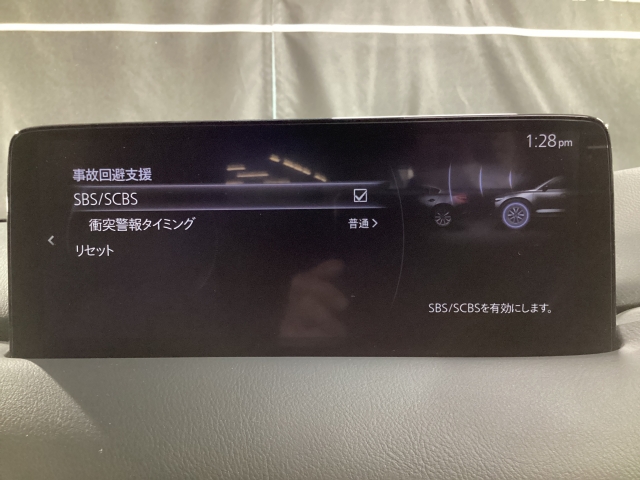 1:28pm
事故回避支援
SBS/SCBS
衝突警報タイミング 普通
リセット
SBS/SCBSを有効にします。